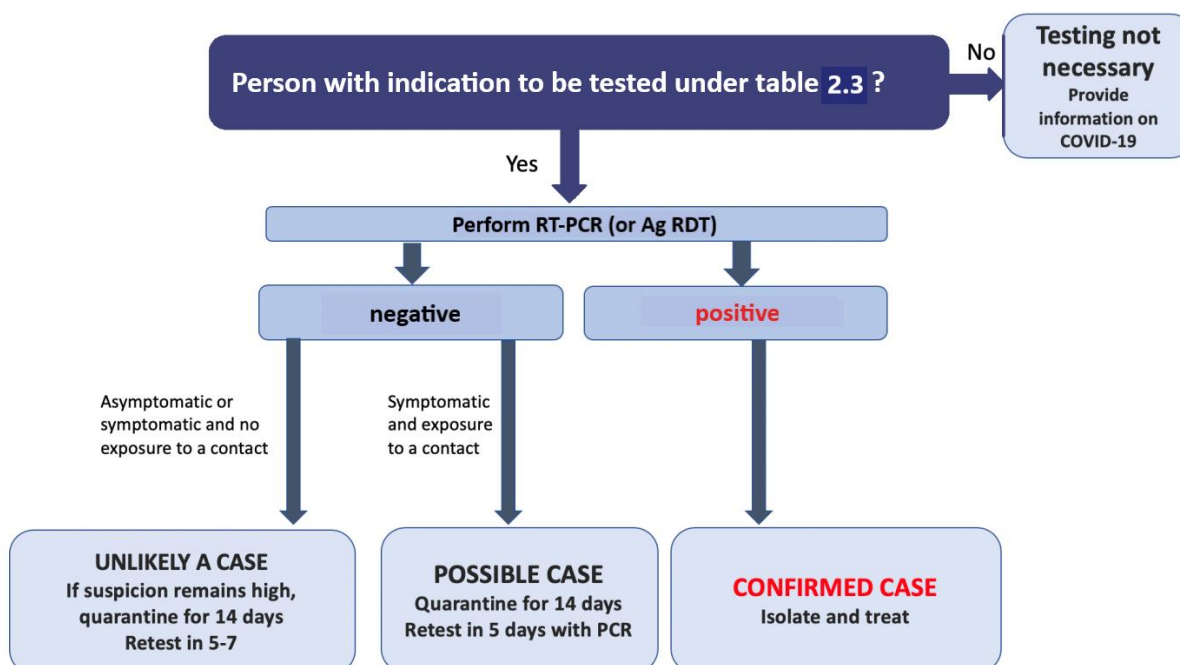 Person with indication to be tested under table 2.3 ?
No
Testing not
necessary
Provide
information on
COVID-19
Yes
Perform RT-PCR (or Ag RDT)
negative
positive
Asymptomatic or
symptomatic and no
exposure to a contact
Symptomatic
and exposure
to a contact
UNLIKELY A CASE
If suspicion remains high,
quarantine for 14 days
Retest in 5-7
POSSIBLE CASE
Quarantine for 14 days
Retest in 5 days with PCR
CONFIRMED CASE
Isolate and treat